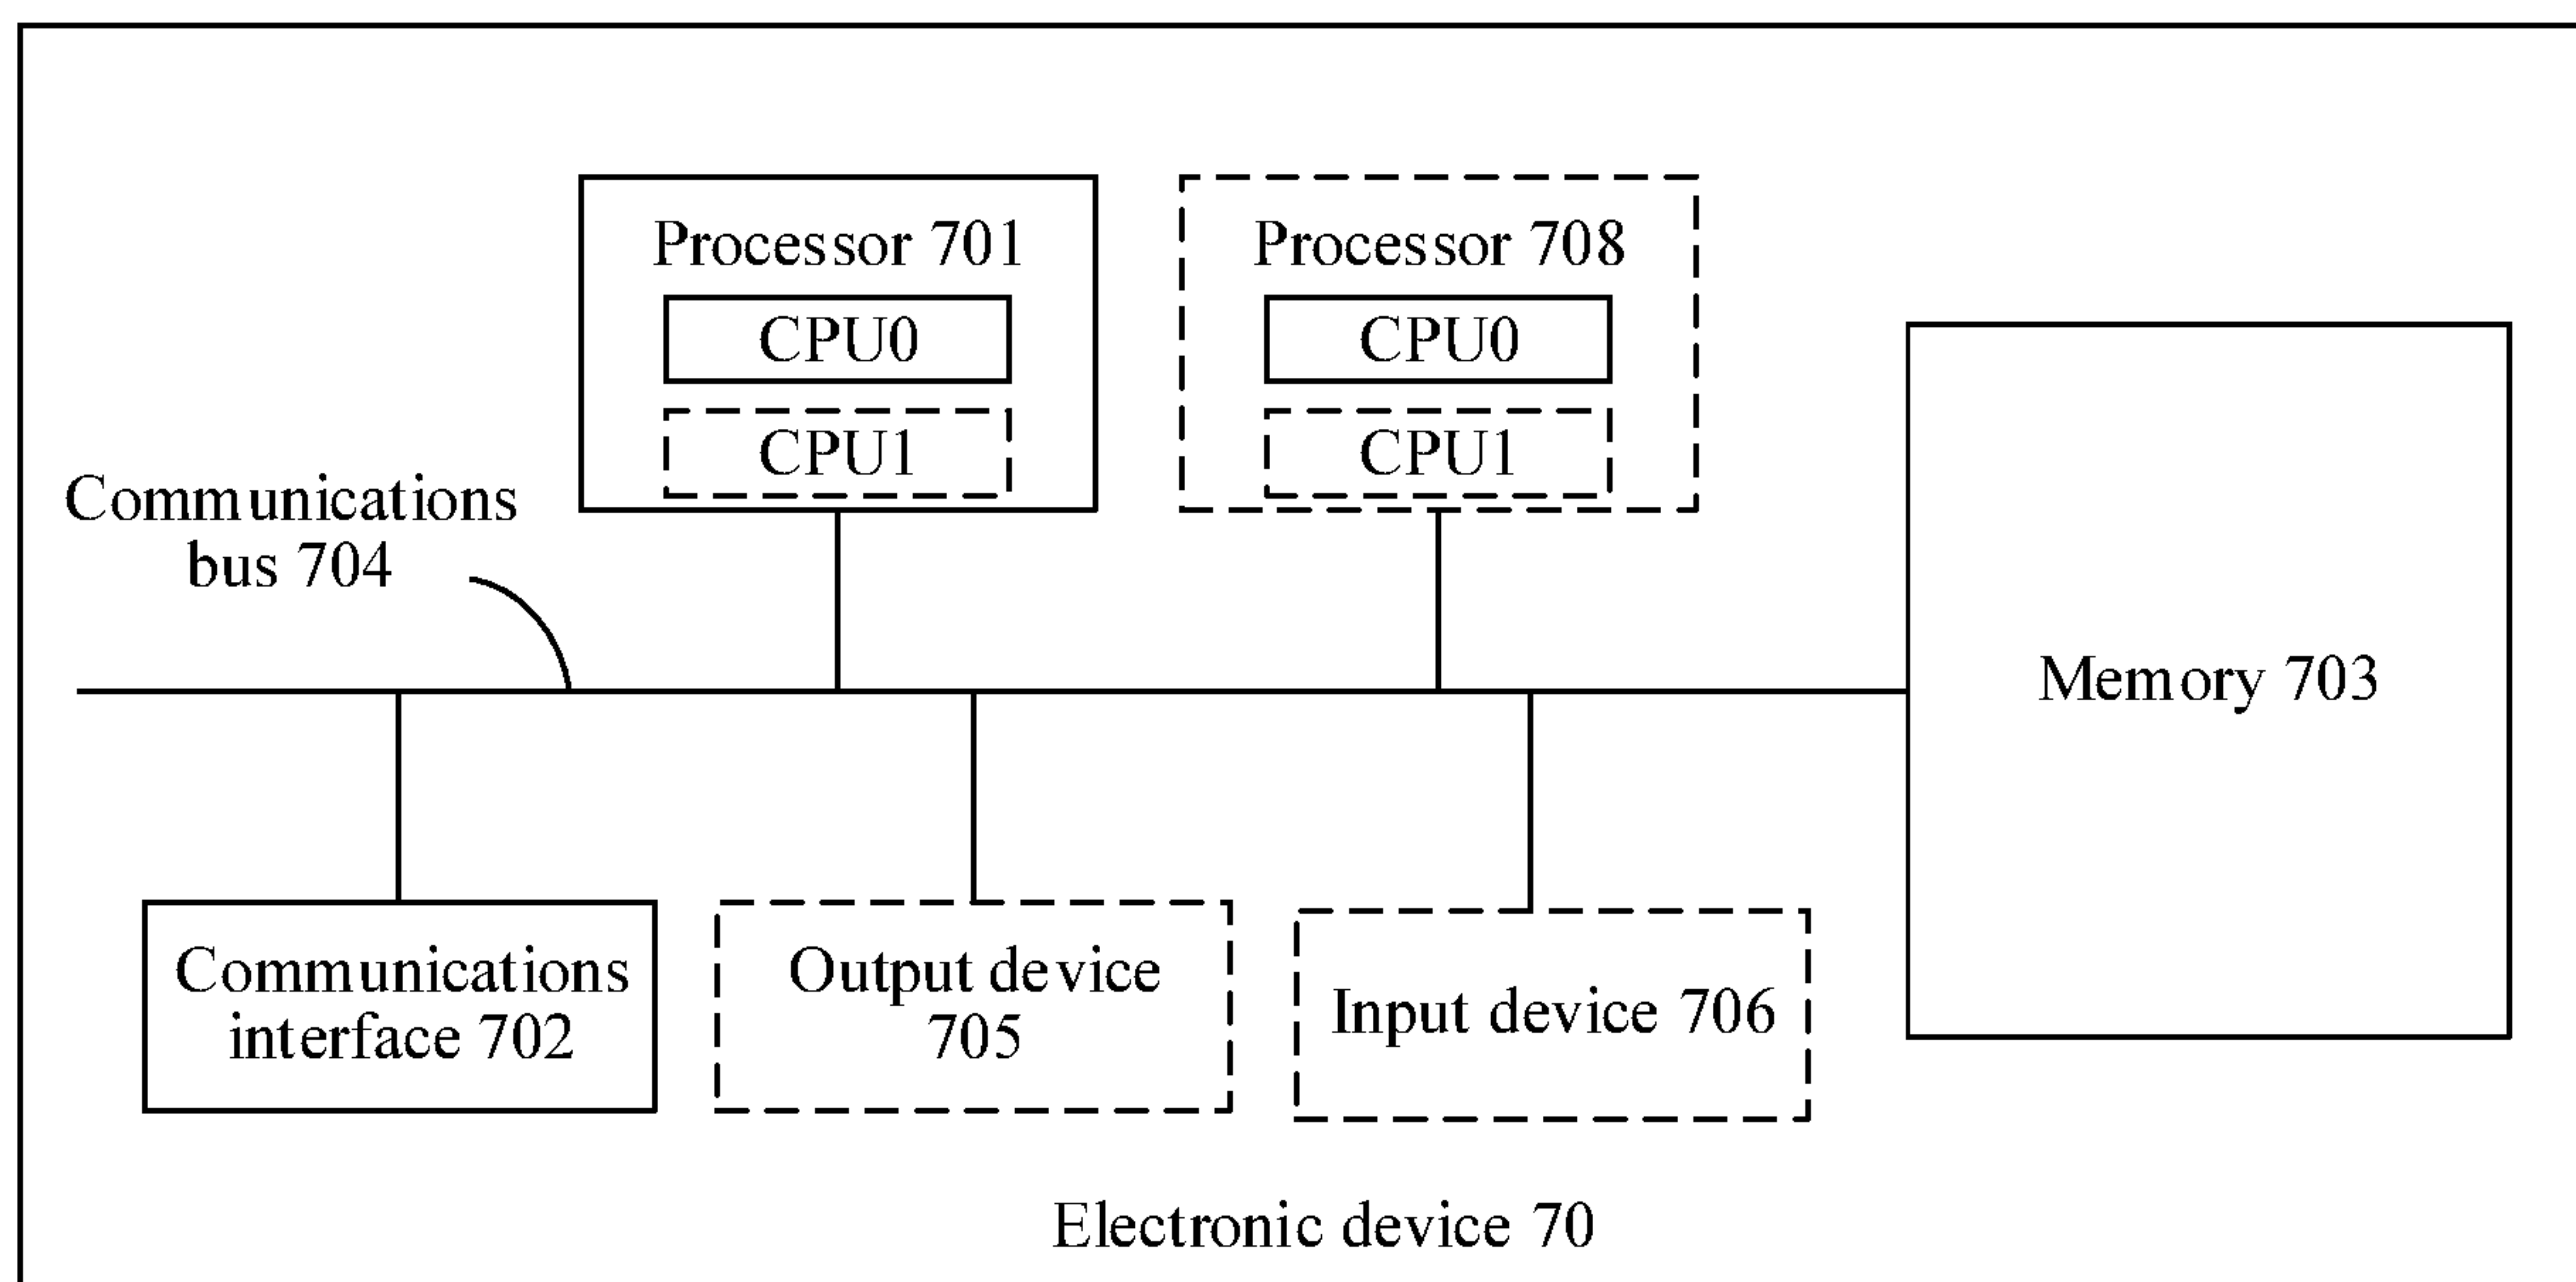 Processor 701
CPU0
CPU1
Processor 708
CPU0
CPU1
Communications
bus 704
Memory 703
Communications
interface 702
Output device
705
Input device 706
Electronic device 70